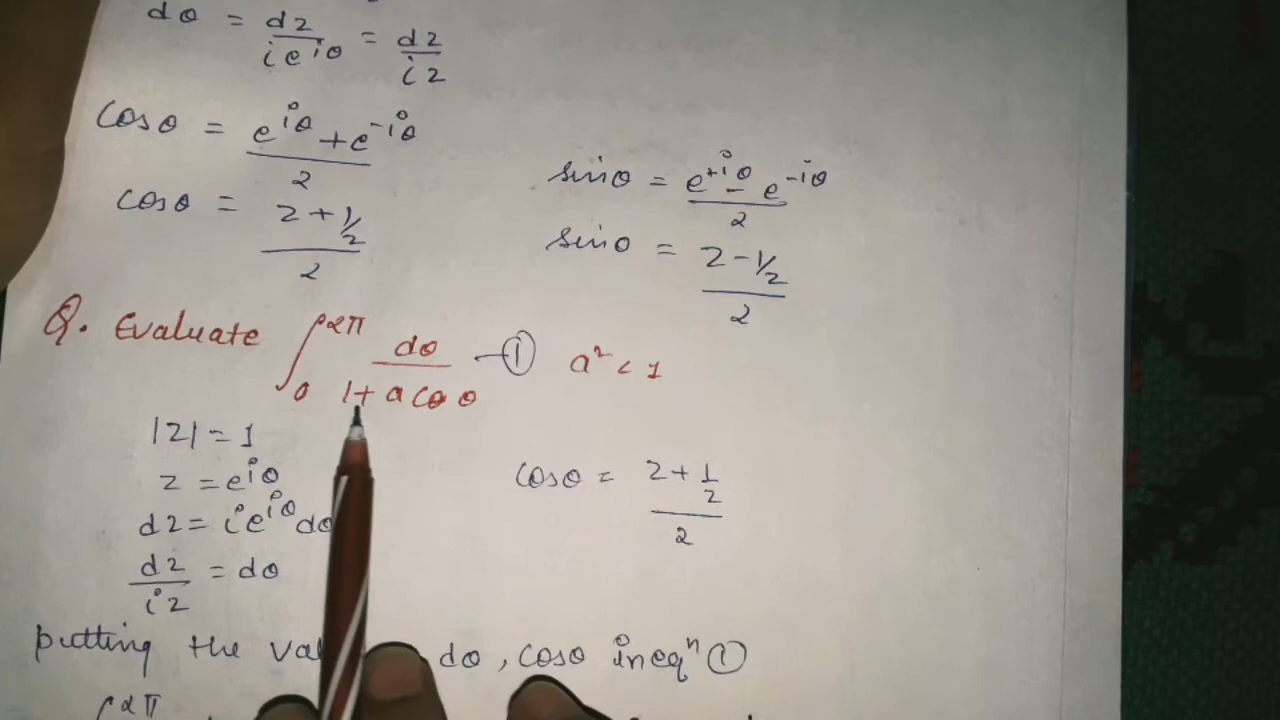 dθ = dz/ie^iθ = dz/iz
cosθ = (e^iθ + e^-iθ)/2
sinθ = (e^+iθ - e^-iθ)/2
cosθ = (z + 1/z)/2
sinθ = (z - 1/z)/2
Q. Evaluate ∫₀^2π dθ/(1+ a cosθ) —① a² < 1
|z| = 1
z = e^iθ
cosθ = (z + 1/z)/2
dz = ie^iθ dθ
dz/iz = dθ
putting the dθ, cosθ in eqⁿ ①
∫^2π